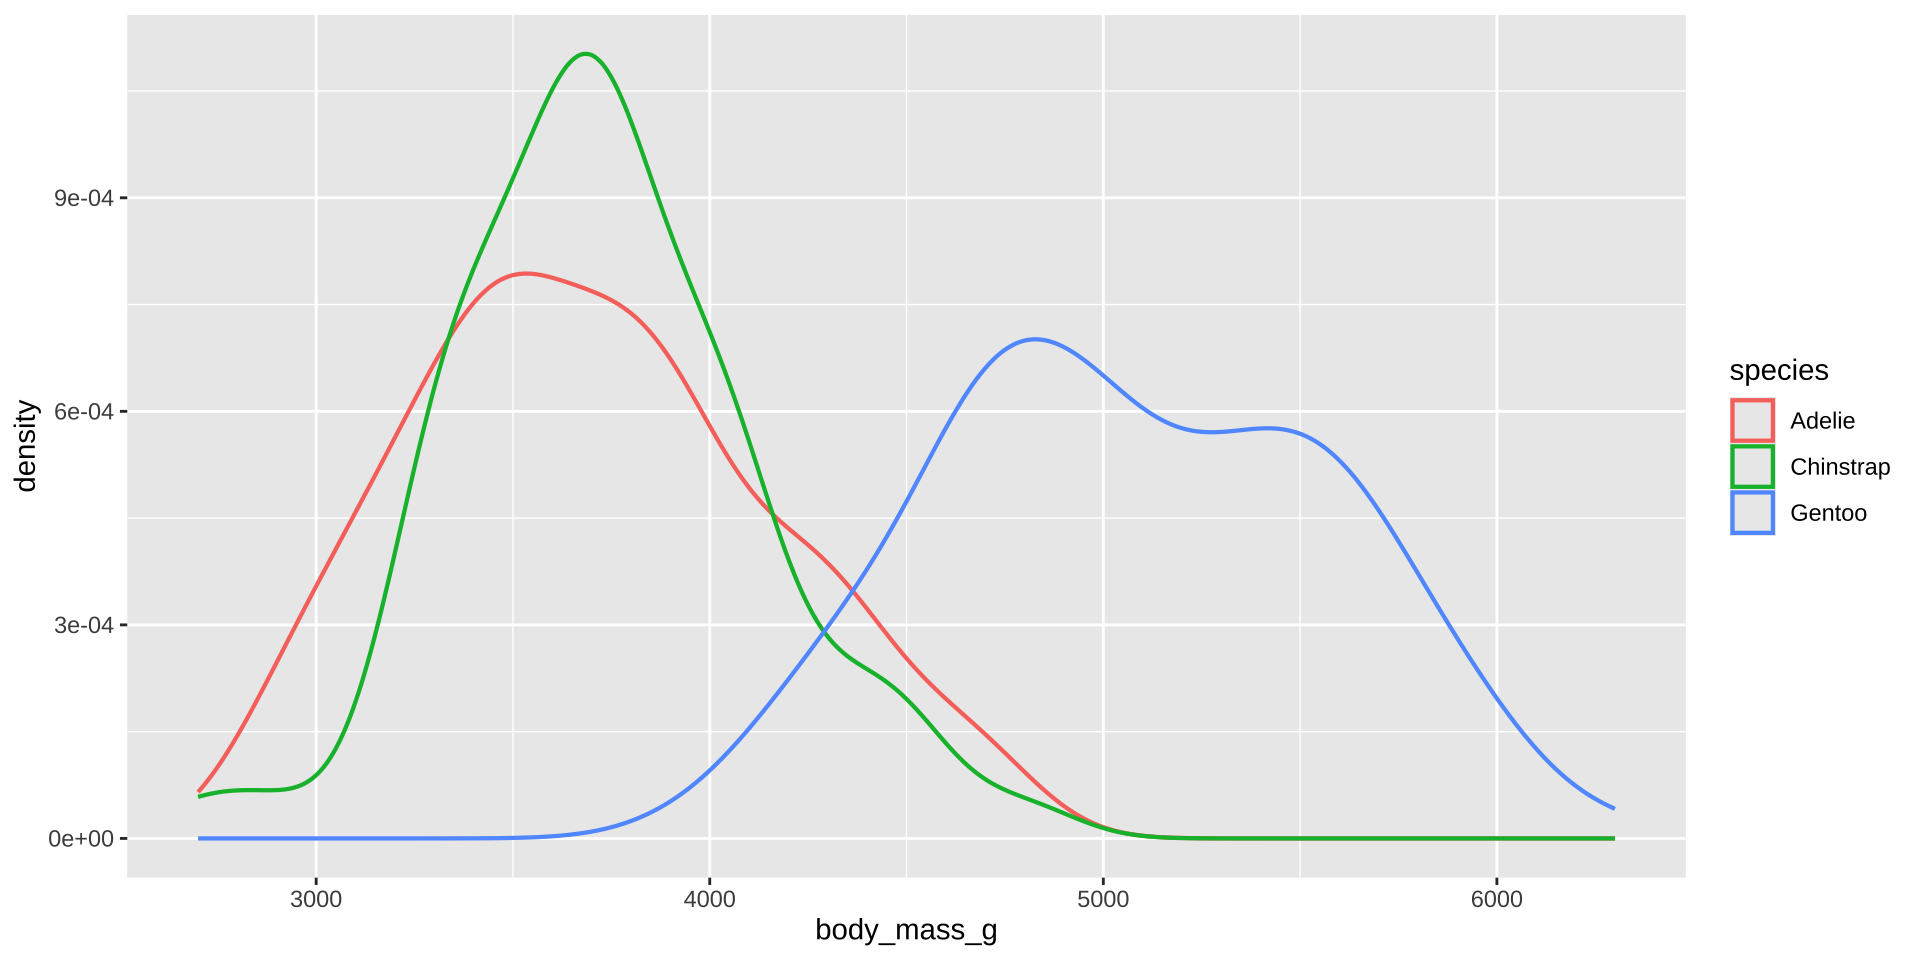 density
9e-04
6e-04
3e-04
0e+00
3000 4000 5000 6000
body_mass_g
species
Adelie
Chinstrap
Gentoo